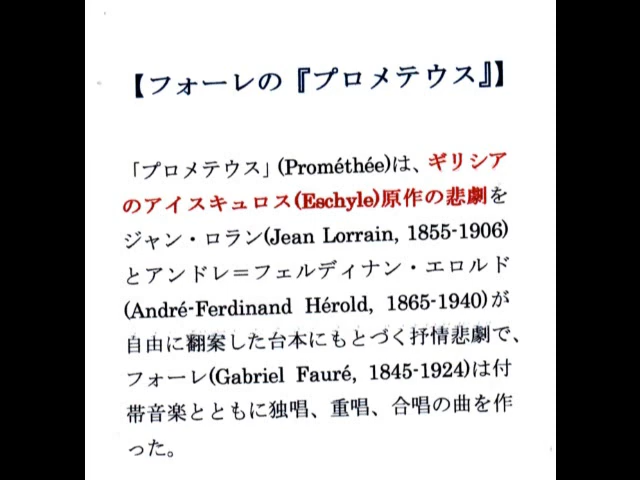 【フォーレの『プロメテウス』】
「プロメテウス」(Prométhée)は、ギリシア
のアイスキュロス(Eschyle)原作の悲劇を
ジャン・ロラン(Jean Lorrain, 1855-1906)
とアンドレ＝フェルディナン・エロルド
(André-Ferdinand Hérold, 1865-1940)が
自由に翻案した台本にもとづく抒情悲劇で、
フォーレ(Gabriel Fauré, 1845-1924)は付
帯音楽とともに独唱、重唱、合唱の曲を作
った。